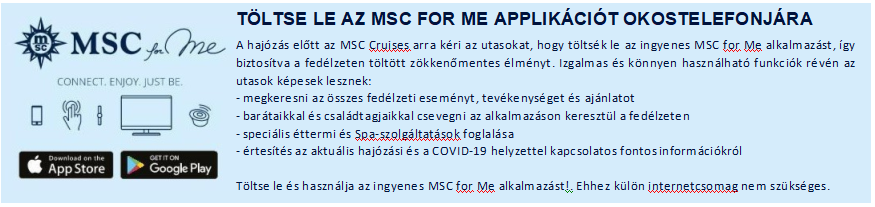 TÖLTSE LE AZ MSC FOR ME APPLIKÁCIÓT OKOSTELEFONJÁRA
msc
MSC for Me
CONNECT. ENJOY. JUST BE.
Download on the
App Store
GET IT ON
Google Play
A hajózás előtt az MSC Cruises arra kéri az utasokat, hogy töltsék le az ingyenes MSC for Me alkalmazást, így
biztosítva a fedélzeten töltött zökkenőmentes élményt. Izgalmas és könnyen használható funkciók révén az
utasok képesek lesznek:
- megkeresni az összes fedélzeti eseményt, tevékenységet és ajánlatot
- barátaikkal és családtagjaikkal csevegni az alkalmazáson keresztül a fedélzeten
- speciális éttermi és Spa-szolgáltatások foglalása
- értesítés az aktuális hajózási és a COVID-19 helyzettel kapcsolatos fontos információkról
Töltse le és használja az ingyenes MSC for Me alkalmazást!. Ehhez külön internetcsomag nem szükséges.